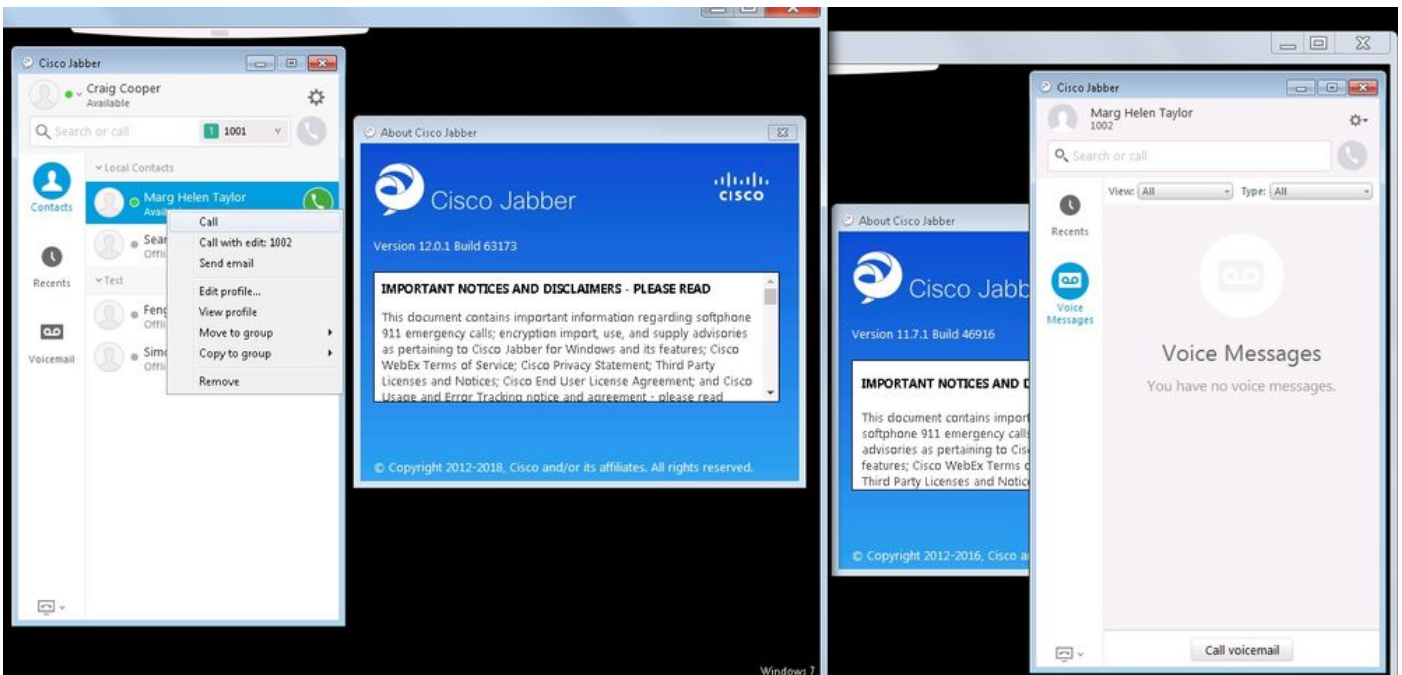 Cisco Jabber
Craig Cooper
Available
Search or call
1 1001
Local Contacts
Contacts
Marg Helen Taylor
Recents
Test
Voicemail
Call
Call with edit: 1002
Send email
Edit profile...
View profile
Move to group
Copy to group
Remove
About Cisco Jabber
Cisco Jabber
CISCO
Version 12.0.1 Build 63173
IMPORTANT NOTICES AND DISCLAIMERS - PLEASE READ
This document contains important information regarding softphone
911 emergency calls; encryption import, use, and supply advisories
as pertaining to Cisco Jabber for Windows and its features; Cisco
WebEx Terms of Service; Cisco Privacy Statement; Third Party
Licenses and Notices; Cisco End User License Agreement; and Cisco
Usage and Error Tracking notice and agreement - please read
© Copyright 2012-2018, Cisco and/or its affiliates. All rights reserved.
Windows 7
About Cisco Jabber
Cisco Jabb
Version 11.7.1 Build 46916
IMPORTANT NOTICES AND D
This document contains import
softphone 911 emergency calls
advisories as pertaining to Cis
features; Cisco WebEx Terms o
Third Party Licenses and Notic
© Copyright 2012-2016, Cisco a
Cisco Jabber
Marg Helen Taylor
1002
Search or call
View: All Type: All
Recents
Voice
Messages
Voice Messages
You have no voice messages.
Call voicemail